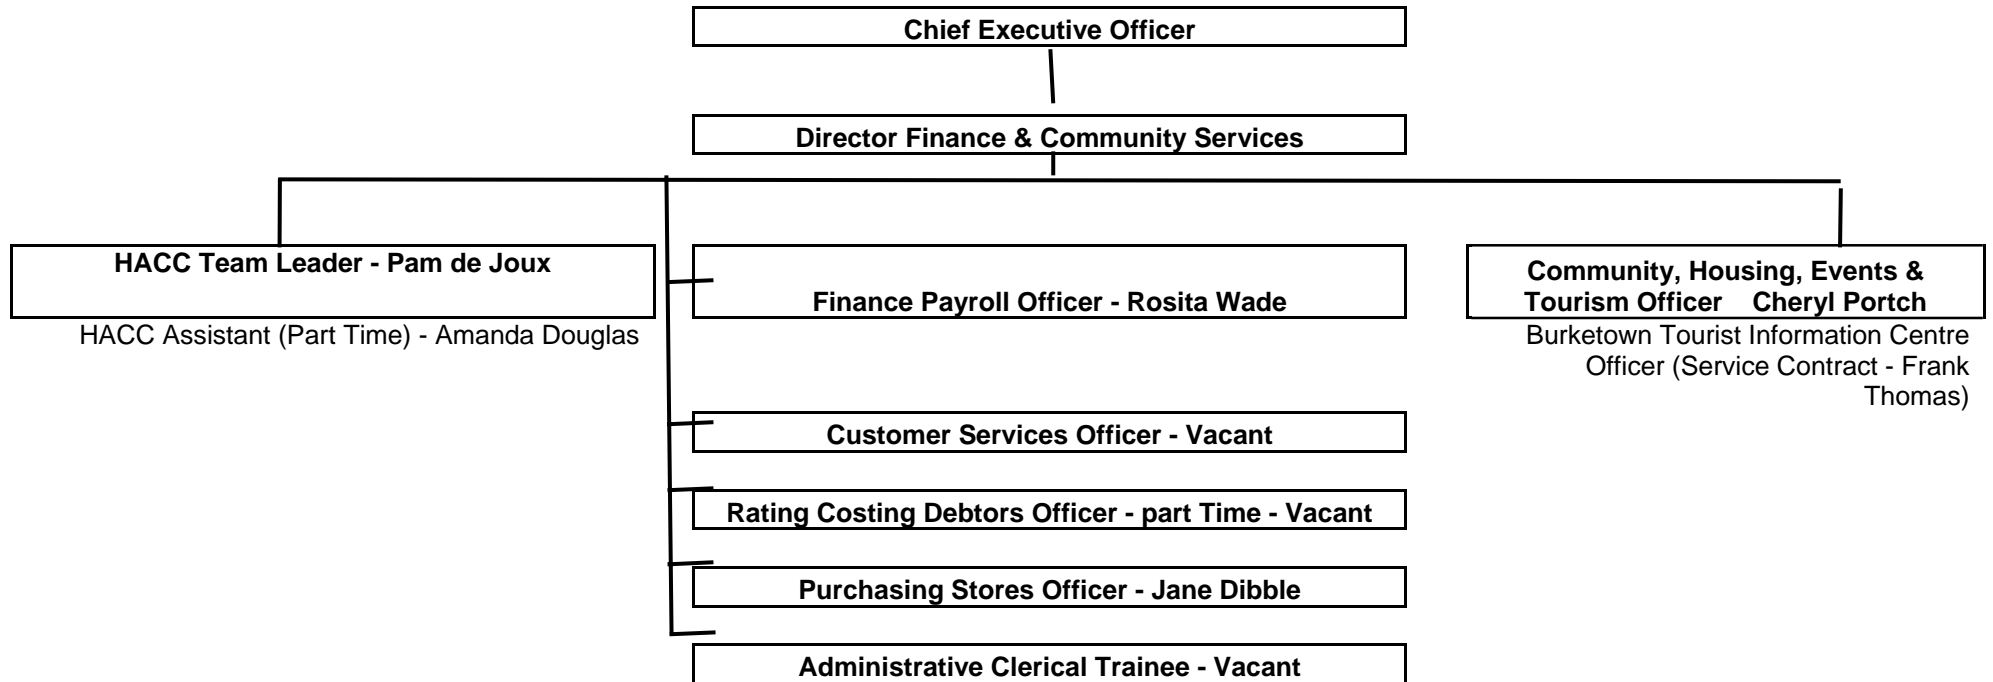 Chief Executive Officer
Director Finance & Community Services
HACC Team Leader - Pam de Joux
HACC Assistant (Part Time) - Amanda Douglas
Finance Payroll Officer - Rosita Wade
Customer Services Officer - Vacant
Rating Costing Debtors Officer - part Time - Vacant
Purchasing Stores Officer - Jane Dibble
Administrative Clerical Trainee - Vacant
Community, Housing, Events &
Tourism Officer    Cheryl Portch
Burketown Tourist Information Centre
Officer (Service Contract - Frank
Thomas)